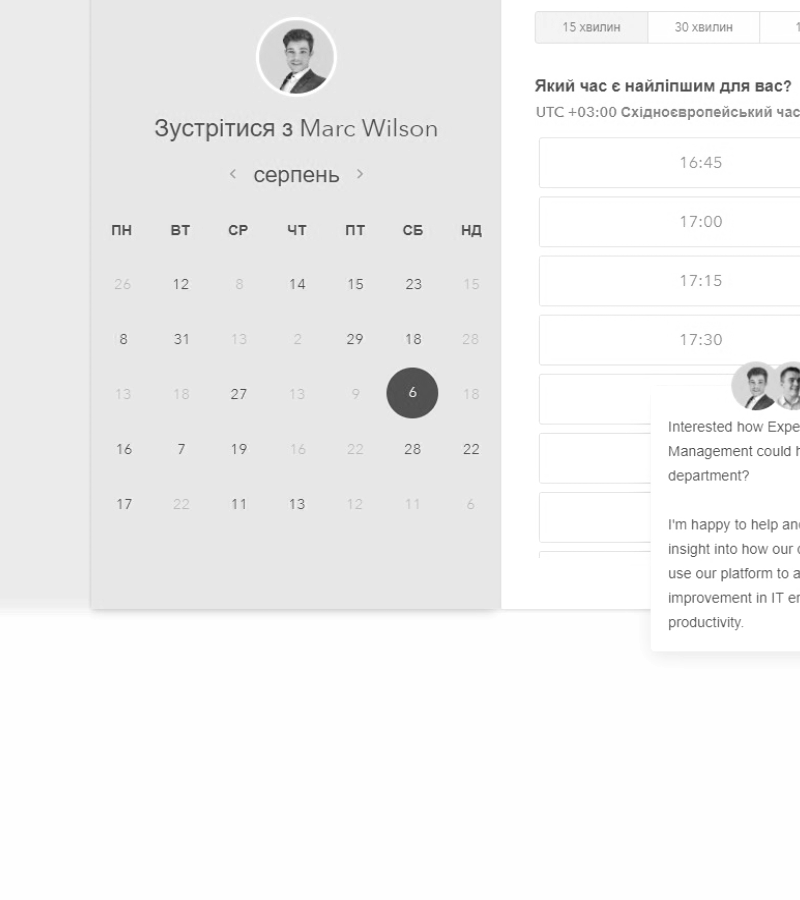 15 хвилин 30 хвилин 1
Зустрітися з Marc Wilson
< серпень >
ПН ВТ СР ЧТ ПТ СБ НД
26 12 8 14 15 23 15
8 31 13 2 29 18 28
13 18 27 13 9 6 18
16 7 19 16 22 28 22
17 22 11 13 12 11 6
Який час є найліпшим для вас?
UTC +03:00 Східноєвропейський час
16:45
17:00
17:15
17:30
Interested how Expe
Management could h
department?
I'm happy to help an
insight into how our
use our platform to a
improvement in IT e
productivity.